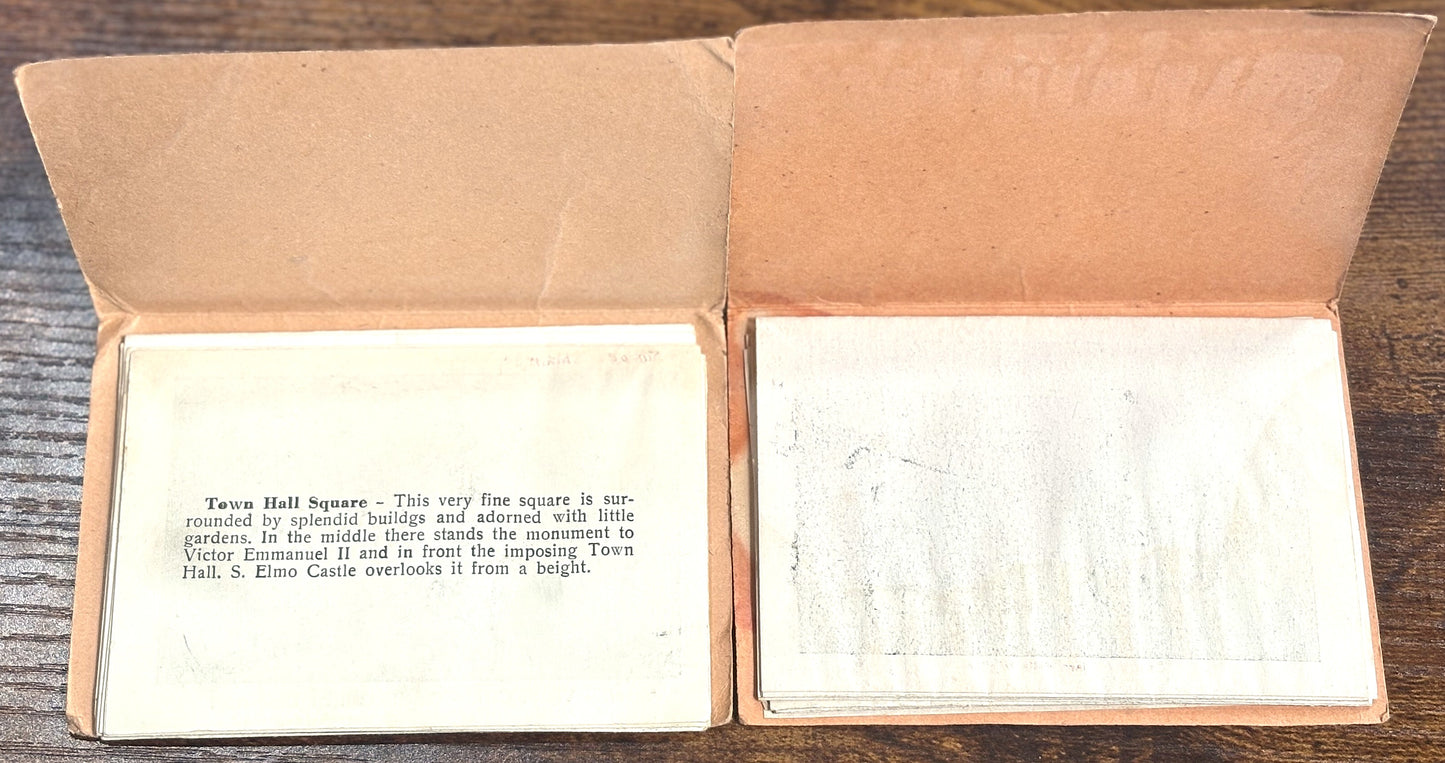 Town Hall Square – This very fine square is sur-
rounded by splendid buildgs and adorned with little
gardens. In the middle there stands the monument to
Victor Emmanuel II and in front the imposing Town
Hall. S. Elmo Castle overlooks it from a beight.